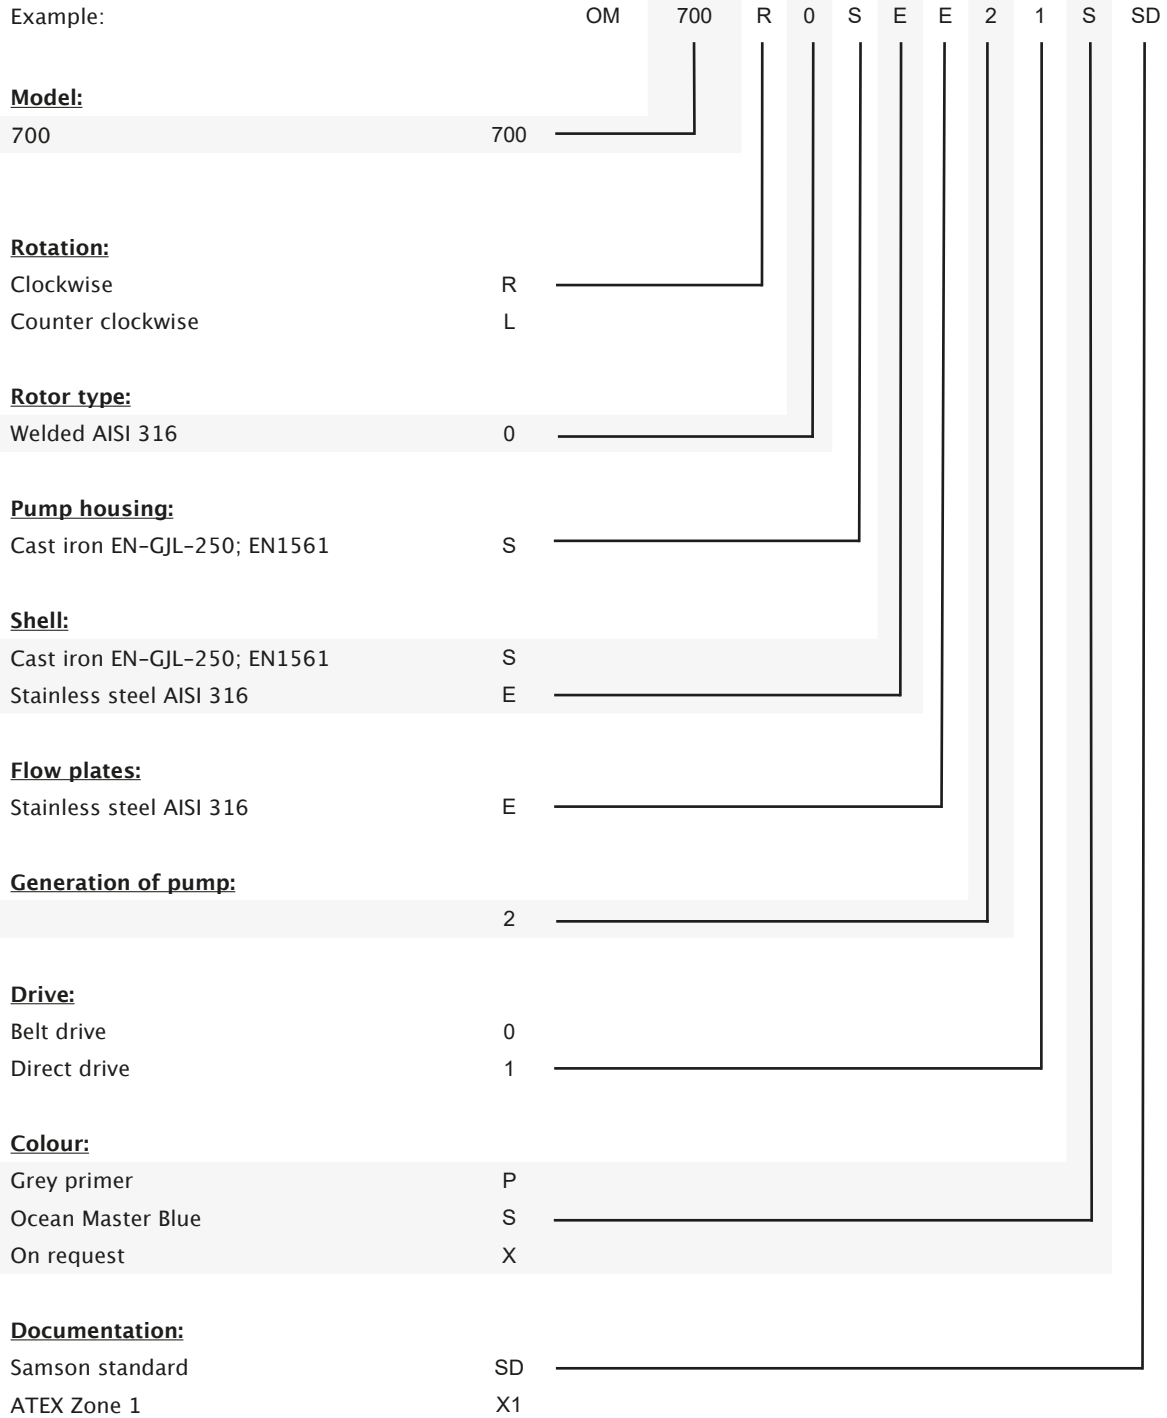 Example: OM 700 R 0 S E E 2 1 S SD
Model:
700 700
Rotation:
Clockwise R
Counter clockwise L
Rotor type:
Welded AISI 316 0
Pump housing:
Cast iron EN-GJL-250; EN1561 S
Shell:
Cast iron EN-GJL-250; EN1561 S
Stainless steel AISI 316 E
Flow plates:
Stainless steel AISI 316 E
Generation of pump:
2
Drive:
Belt drive 0
Direct drive 1
Colour:
Grey primer P
Ocean Master Blue S
On request X
Documentation:
Samson standard SD
ATEX Zone 1 X1